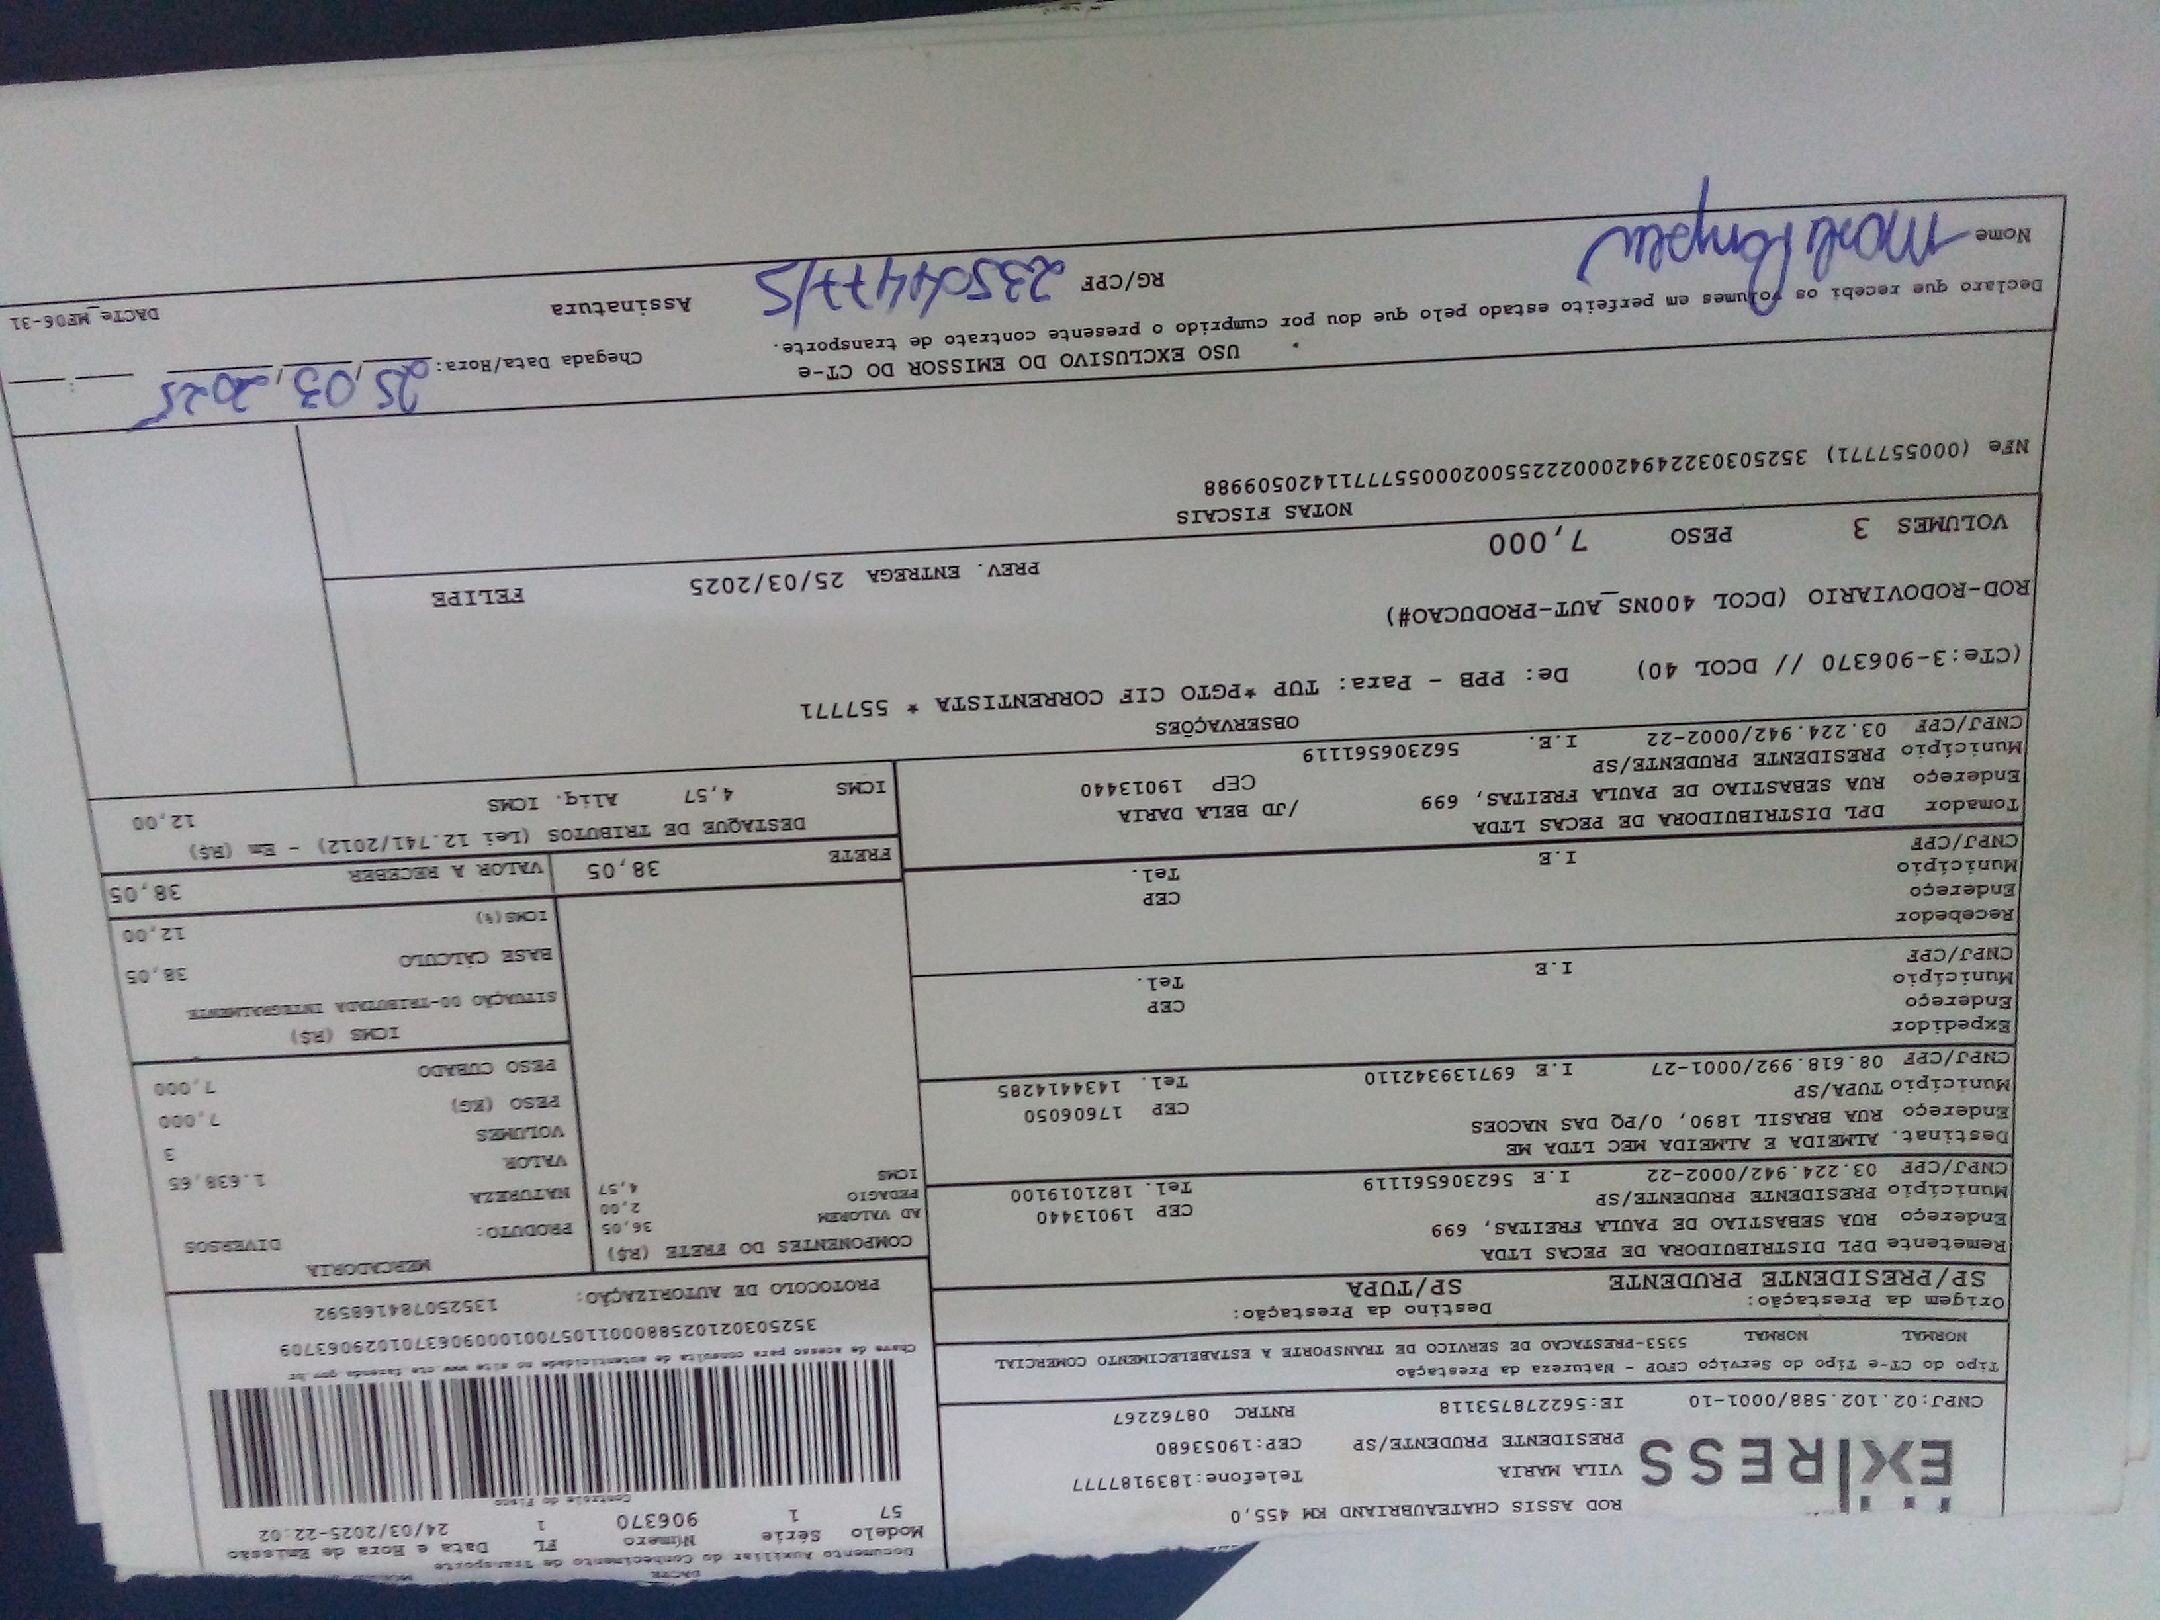 DACTE
Documento Auxiliar do Conhecimento de Transporte
Modelo Série Número FL Data e Hora de Emissão
57 1 906370 1 24/03/2025-22.02
Controle do Fisco
EXPRESS
ROD ASSIS CHATEAUBRIAND KM 455,0
VILA MARIA Telefone:1839187777
PRESIDENTE PRUDENTE/SP CEP:19053680
CNPJ:02.102.588/0001-10 IE:562278753118 RNTRC 08762267
Tipo do CT-e Tipo do Serviço CFOP - Natureza da Prestação
NORMAL NORMAL 5353-PRESTACAO DE SERVICO DE TRANSPORTE A ESTABELECIMENTO COMERCIAL
Chave de acesso para consulta de autenticidade no site www.cte.fazenda.gov.br
35250302102588000110570010009063701029063709
PROTOCOLO DE AUTORIZAÇÃO: 135250784168592
Origem da Prestação: Destino da Prestação:
SP/PRESIDENTE PRUDENTE SP/TUPA
Remetente DPL DISTRIBUIDORA DE PECAS LTDA
Endereço RUA SEBASTIAO DE PAULA FREITAS, 699 CEP 19013440
Município PRESIDENTE PRUDENTE/SP Tel. 1821019100
CNPJ/CPF 03.224.942/0002-22 I.E 562306561119
Destinat. ALMEIDA E ALMEIDA MEC LTDA ME
Endereço RUA BRASIL 1890, 0/PQ DAS NACOES CEP 17606050
Município TUPA/SP Tel. 1434414285
CNPJ/CPF 08.618.992/0001-27 I.E 697139342110
Expedidor
Endereço CEP
Município Tel.
CNPJ/CPF I.E
Recebedor
Endereço CEP
Município Tel.
CNPJ/CPF I.E
Tomador DPL DISTRIBUIDORA DE PECAS LTDA
Endereço RUA SEBASTIAO DE PAULA FREITAS, 699 /JD BELA DARIA
Município PRESIDENTE PRUDENTE/SP CEP 19013440
CNPJ/CPF 03.224.942/0002-22 I.E. 562306561119
COMPONENTES DO FRETE (R$)
AD VALOREM 36,05
PEDAGIO 2,00
ICMS 4,57
MERCADORIA
PRODUTO: DIVERSOS
NATUREZA
VALOR 1.638,65
VOLUMES 3
PESO (KG) 7,000
PESO CUBADO 7,000
ICMS (R$)
SITUAÇÃO 00-TRIBUTADA INTEGRALMENTE
BASE CÁLCULO 38,05
ICMS(%) 12,00
FRETE 38,05 VALOR A RECEBER 38,05
DESTAQUE DE TRIBUTOS (Lei 12.741/2012) - Em (R$)
ICMS 4,57 Aliq. ICMS 12,00
OBSERVAÇÕES
(CTe:3-906370 // DCOL 40) De: PPB - Para: TUP *PGTO CIF CORRENTISTA * 557771
ROD-RODOVIARIO (DCOL 400NS_AUT-PRODUCAO#)
PREV. ENTREGA 25/03/2025 FELIPE
VOLUMES 3 PESO 7,000
NOTAS FISCAIS
NFe (000557771) 35250303224942000222550020005577711420509988
USO EXCLUSIVO DO EMISSOR DO CT-e
Chegada Data/Hora: 25/03/2025 :
Declaro que recebi os volumes em perfeito estado pelo que dou por cumprido o presente contrato de transporte.
Nome RG/CPF Assinatura
DACTe_MF06-31